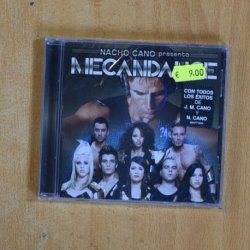 NACHO CANO presenta
MECANDANCE
€ 9.00
CON TODOS
LOS ÉXITOS
DE
J. M. CANO
Y
N. CANO